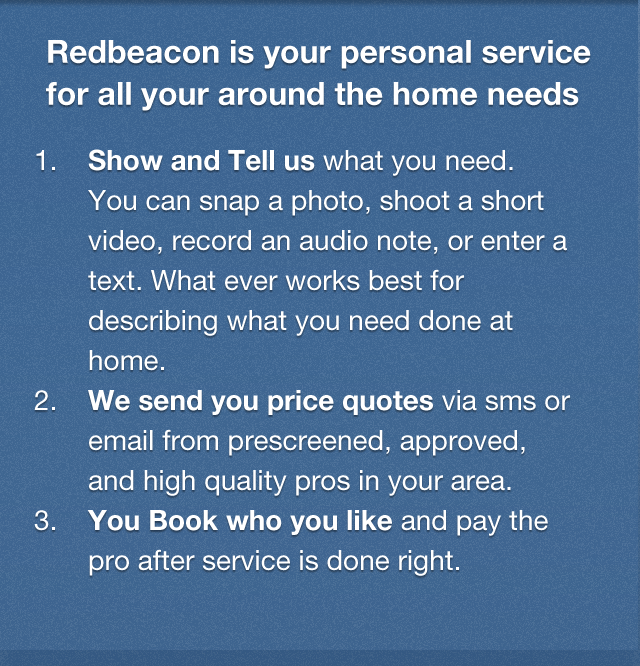 Redbeacon is your personal service
for all your around the home needs
1. Show and Tell us what you need.
You can snap a photo, shoot a short
video, record an audio note, or enter a
text. What ever works best for
describing what you need done at
home.
2. We send you price quotes via sms or
email from prescreened, approved,
and high quality pros in your area.
3. You Book who you like and pay the
pro after service is done right.